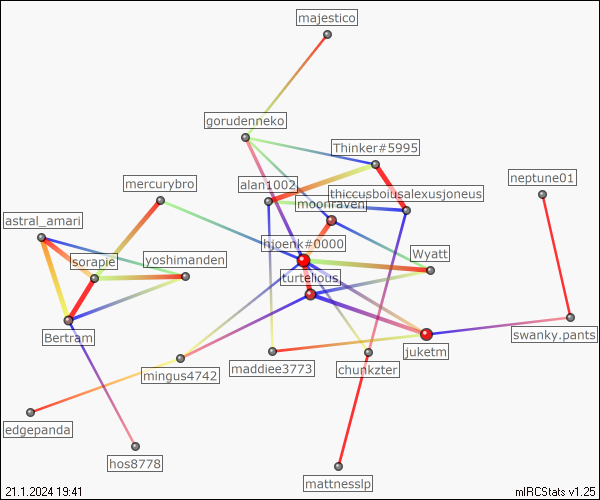 majestico
gorudenneko
Thinker#5995
neptune01
mercurybro
alan1002
thiccusboiusalexusjoneus
moonraven
astral_amari
hjoenk#0000
Wyatt
sorapie
yoshimanden
turtelious
Bertram
swanky.pants
juketm
mingus4742
maddiee3773
chunkzter
edgepanda
hos8778
mattnesslp
21.1.2024 19:41
mIRCStats v1.25